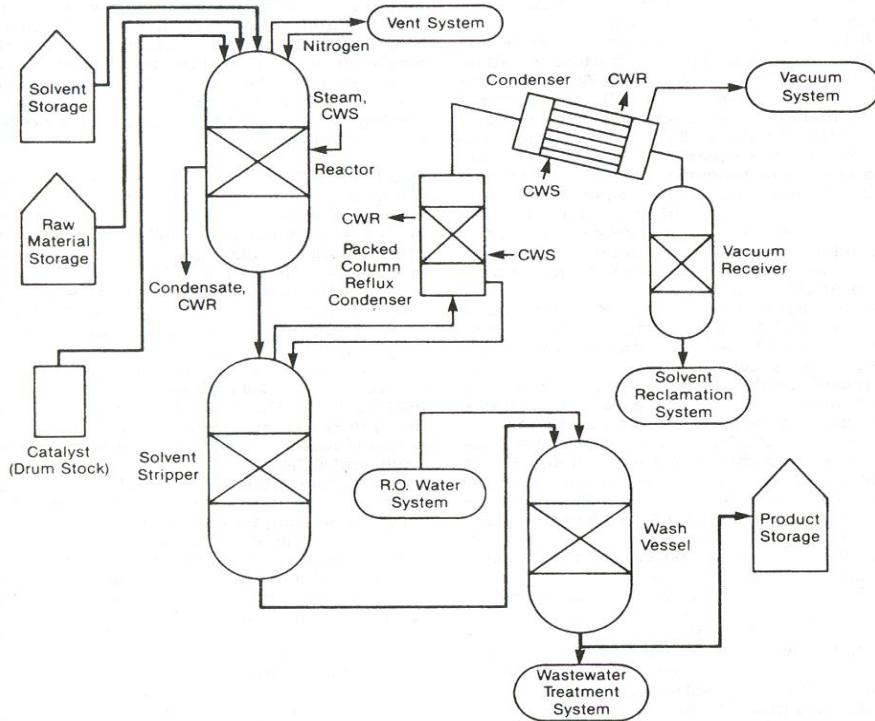 Vent System
Nitrogen
Solvent
Storage
Steam,
CWS
Reactor
Raw
Material
Storage
Condensate,
CWR
Catalyst
(Drum Stock)
Condenser
CWR
CWS
Vacuum
System
CWR
CWS
Packed
Column
Reflux
Condenser
Vacuum
Receiver
Solvent
Reclamation
System
Solvent
Stripper
R.O. Water
System
Wash
Vessel
Product
Storage
Wastewater
Treatment
System